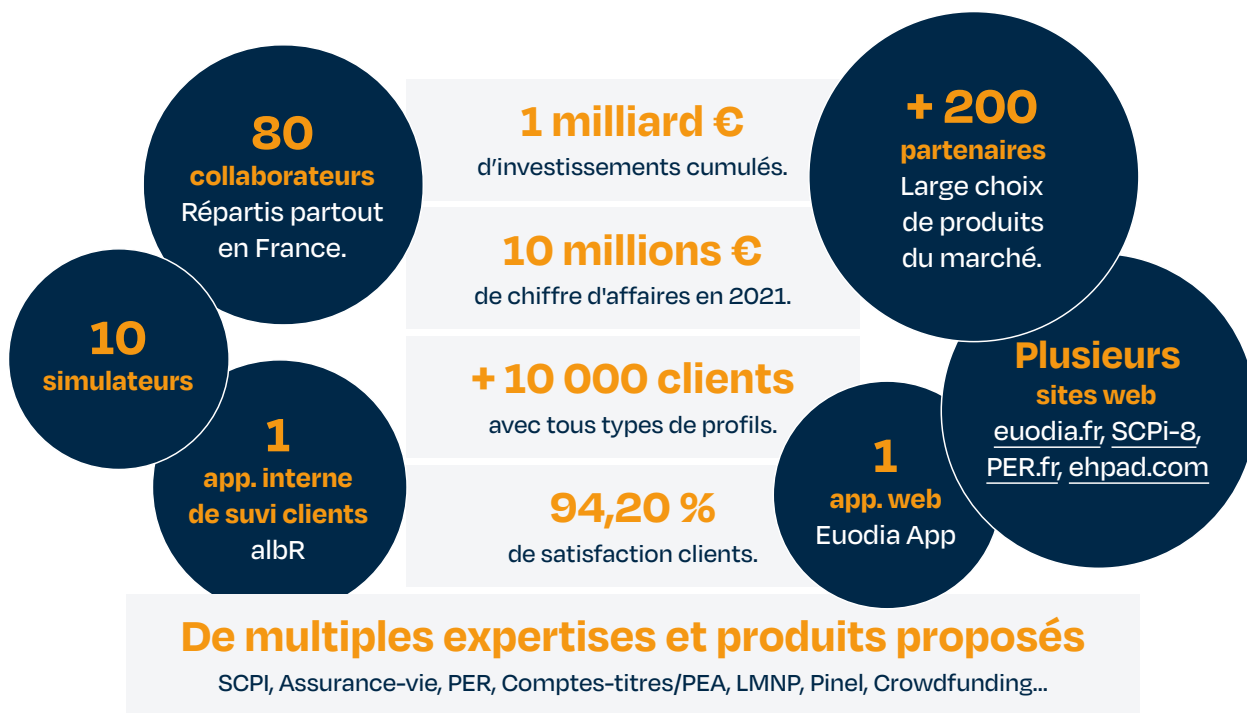 80
collaborateurs
Répartis partout
en France.
10
simulateurs
1
app. interne
de suvi clients
albR
1 milliard €
d’investissements cumulés.
10 millions €
de chiffre d'affaires en 2021.
+ 10 000 clients
avec tous types de profils.
94,20 %
de satisfaction clients.
+ 200
partenaires
Large choix
de produits
du marché.
Plusieurs
sites web
euodia.fr, SCPi-8,
PER.fr, ehpad.com
1
app. web
Euodia App
De multiples expertises et produits proposés
SCPI, Assurance-vie, PER, Comptes-titres/PEA, LMNP, Pinel, Crowdfunding...